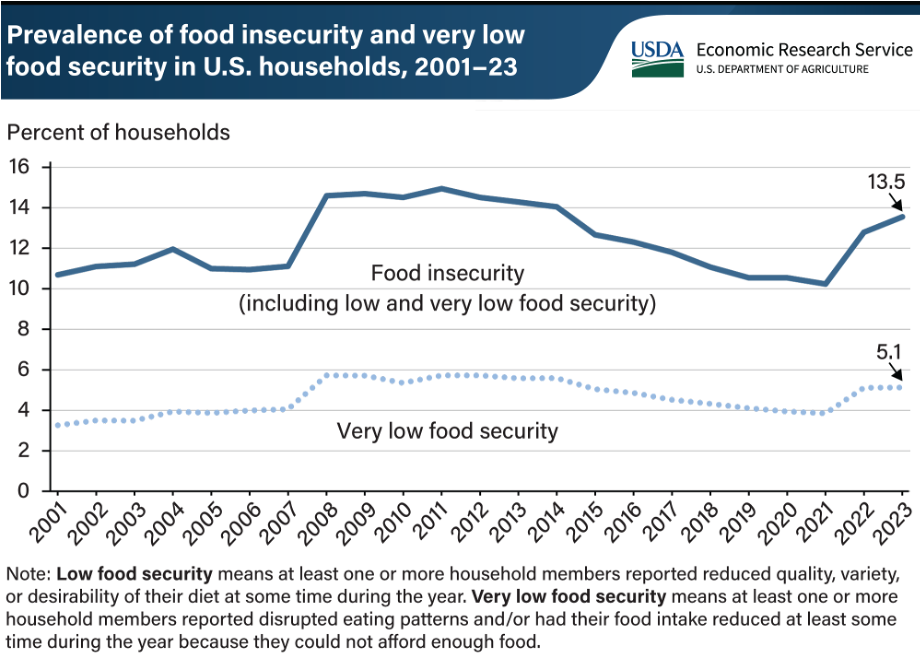 Prevalence of food insecurity and very low
food security in U.S. households, 2001–23
USDA
Economic Research Service
U.S. DEPARTMENT OF AGRICULTURE
Percent of households
16
14
12
10
8
6
4
2
0
13.5
Food insecurity
(including low and very low food security)
5.1
Very low food security
2001
2002
2003
2004
2005
2006
2007
2008
2009
2010
2011
2012
2013
2014
2015
2016
2017
2018
2019
2020
2021
2022
2023
Note: Low food security means at least one or more household members reported reduced quality, variety,
or desirability of their diet at some time during the year. Very low food security means at least one or more
household members reported disrupted eating patterns and/or had their food intake reduced at least some
time during the year because they could not afford enough food.